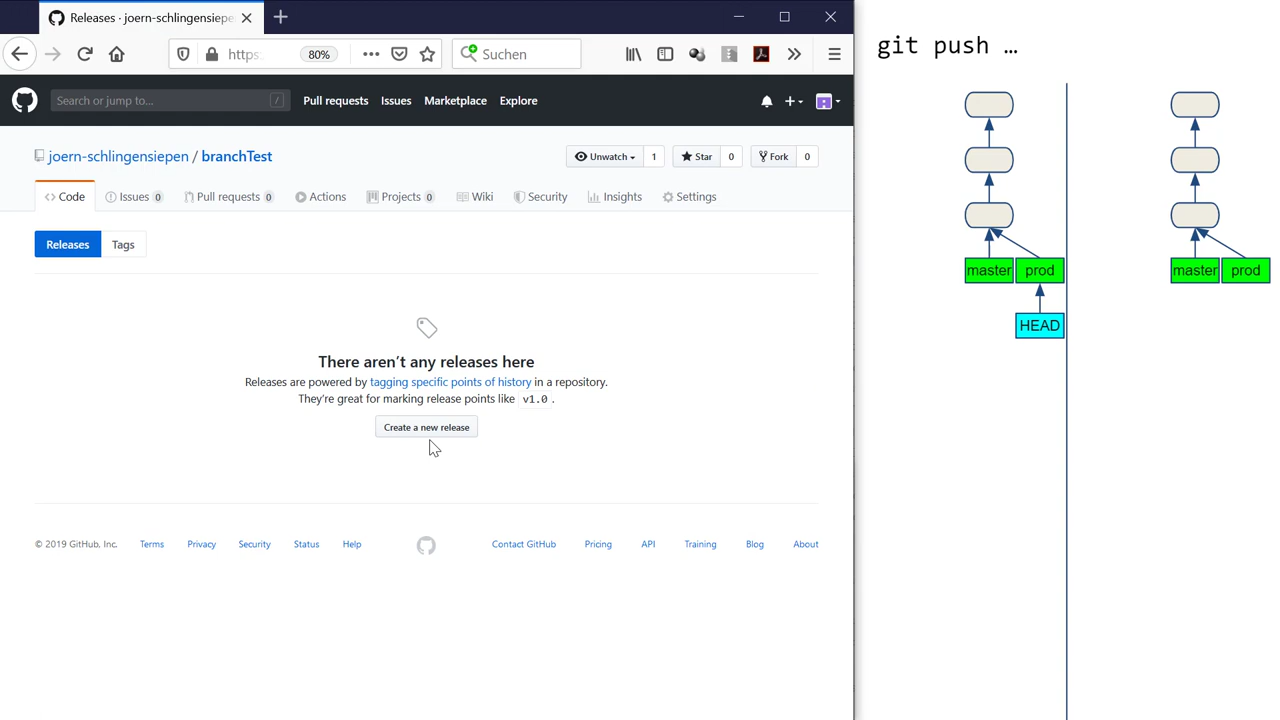 Releases · joern-schlingensiepe
https:
80%
Suchen
Search or jump to...
/
Pull requests
Issues
Marketplace
Explore
joern-schlingensiepen / branchTest
Unwatch
1
Star
0
Fork
0
Code
Issues 0
Pull requests 0
Actions
Projects 0
Wiki
Security
Insights
Settings
Releases
Tags
There aren't any releases here
Releases are powered by tagging specific points of history in a repository.
They're great for marking release points like v1.0 .
Create a new release
© 2019 GitHub, Inc.
Terms
Privacy
Security
Status
Help
Contact GitHub
Pricing
API
Training
Blog
About
git push …
master
prod
HEAD
master
prod